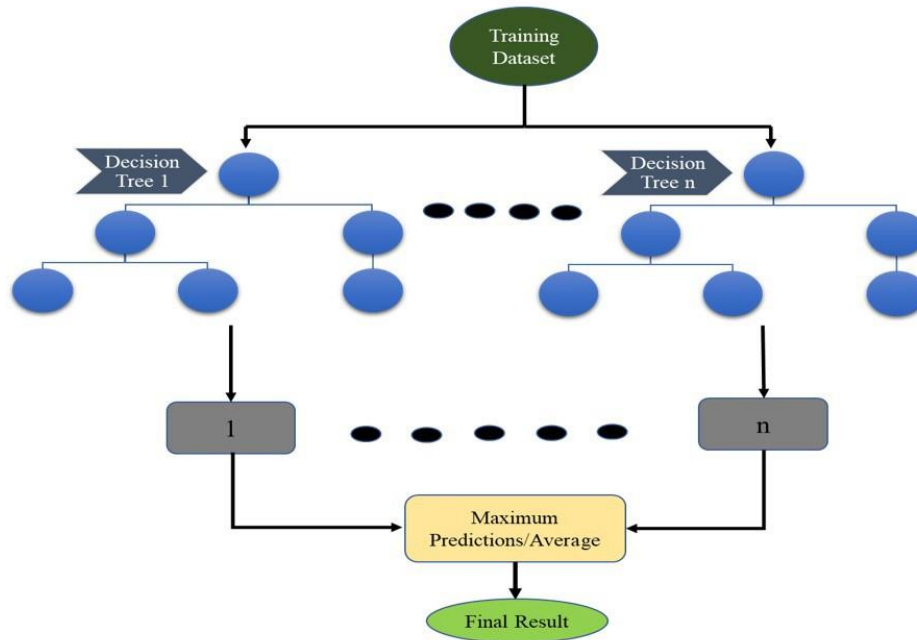 Training
Dataset
Decision
Tree 1
Decision
Tree n
1
n
Maximum
Predictions/Average
Final Result